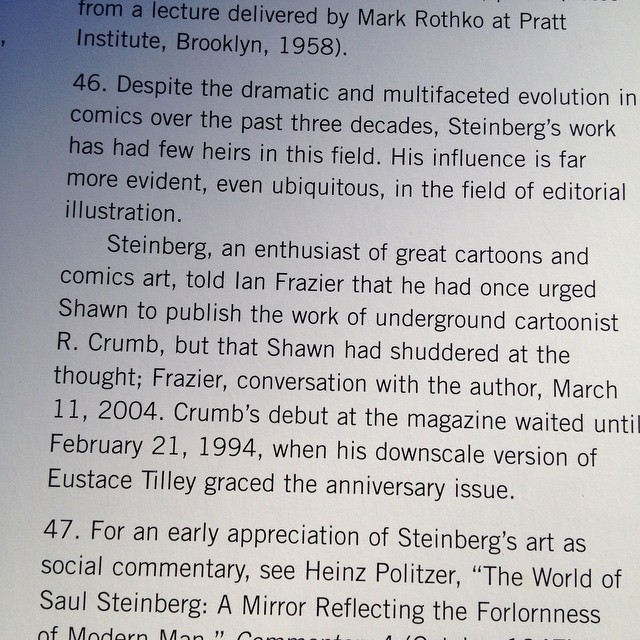 from a lecture delivered by Mark Rothko at Pratt
Institute, Brooklyn, 1958).
46. Despite the dramatic and multifaceted evolution in
comics over the past three decades, Steinberg's work
has had few heirs in this field. His influence is far
more evident, even ubiquitous, in the field of editorial
illustration.
Steinberg, an enthusiast of great cartoons and
comics art, told Ian Frazier that he had once urged
Shawn to publish the work of underground cartoonist
R. Crumb, but that Shawn had shuddered at the
thought; Frazier, conversation with the author, March
11, 2004. Crumb's debut at the magazine waited until
February 21, 1994, when his downscale version of
Eustace Tilley graced the anniversary issue.
47. For an early appreciation of Steinberg's art as
social commentary, see Heinz Politzer, “The World of
Saul Steinberg: A Mirror Reflecting the Forlornness
of Modern Man,”